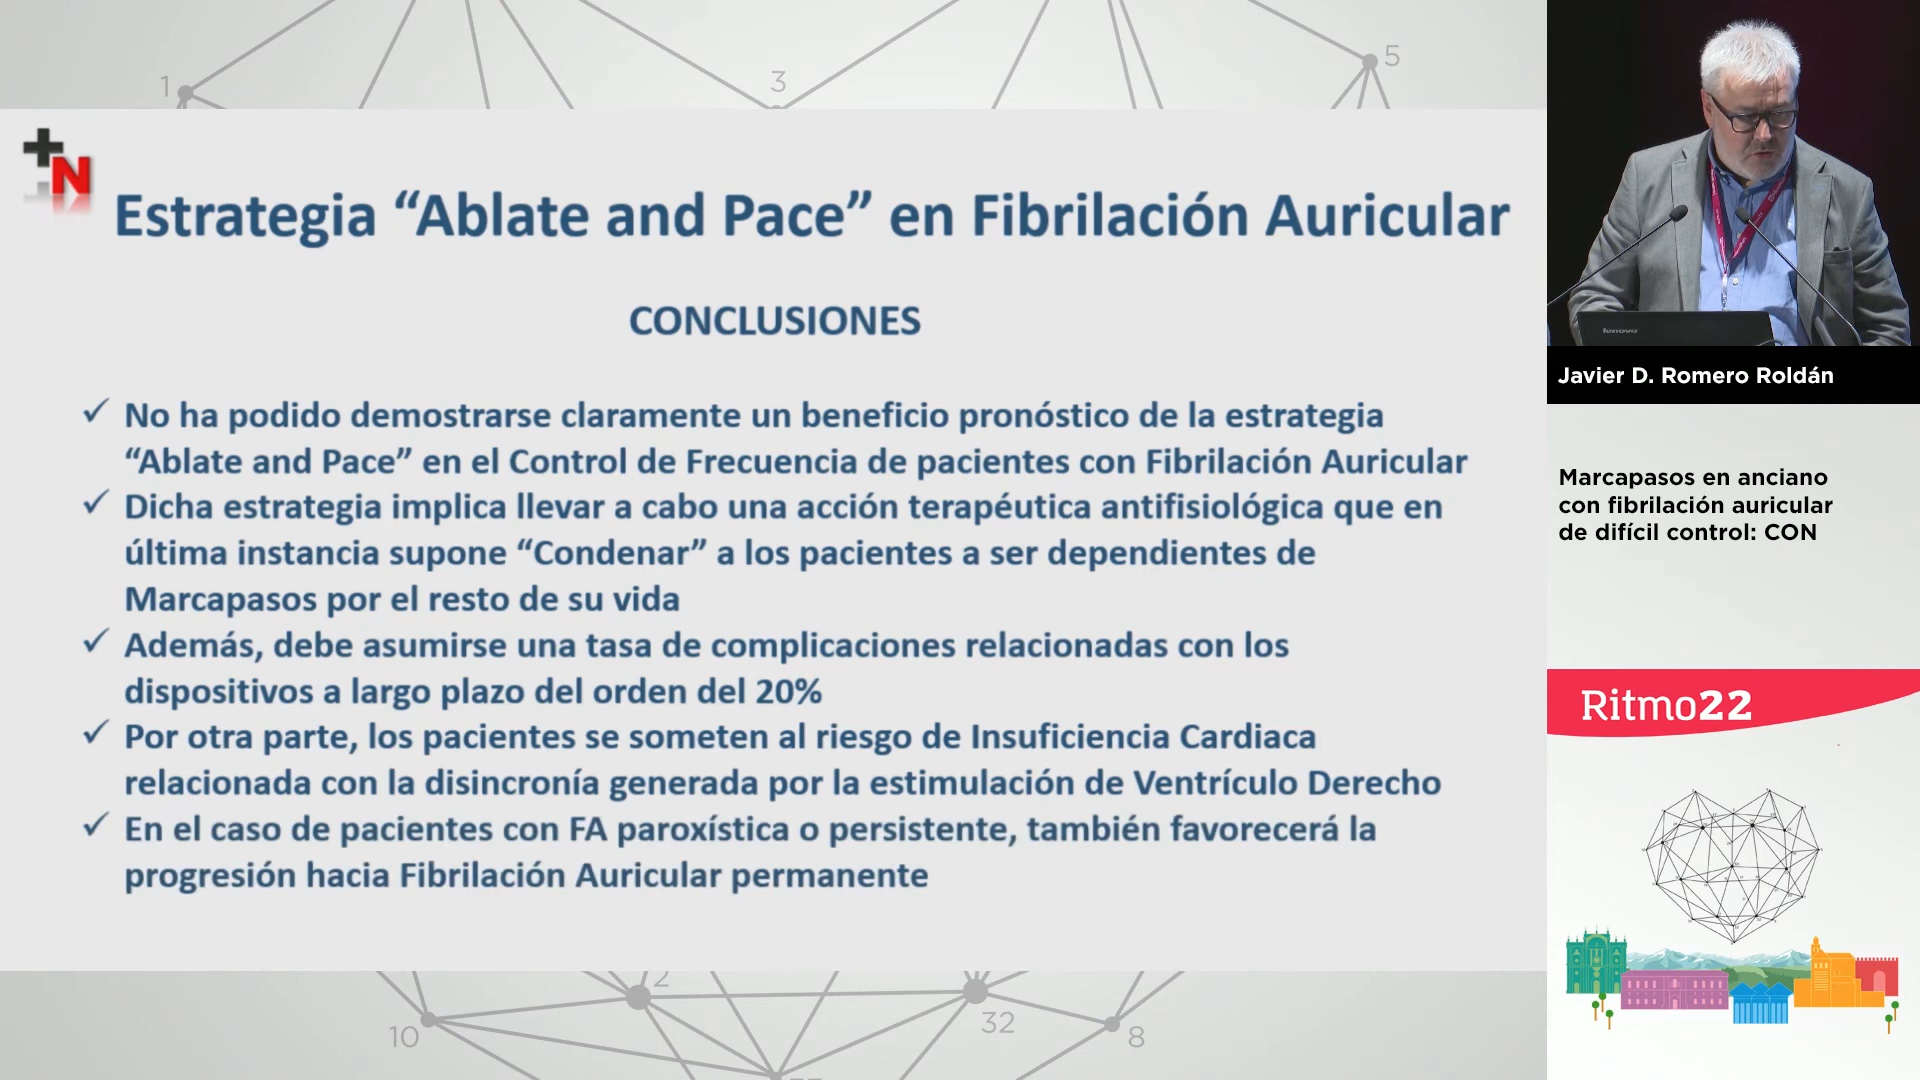 1
3
5
+N
Estrategia “Ablate and Pace” en Fibrilación Auricular
CONCLUSIONES
✓ No ha podido demostrarse claramente un beneficio pronóstico de la estrategia
“Ablate and Pace” en el Control de Frecuencia de pacientes con Fibrilación Auricular
✓ Dicha estrategia implica llevar a cabo una acción terapéutica antifisiológica que en
última instancia supone “Condenar” a los pacientes a ser dependientes de
Marcapasos por el resto de su vida
✓ Además, debe asumirse una tasa de complicaciones relacionadas con los
dispositivos a largo plazo del orden del 20%
✓ Por otra parte, los pacientes se someten al riesgo de Insuficiencia Cardiaca
relacionada con la disincronía generada por la estimulación de Ventrículo Derecho
✓ En el caso de pacientes con FA paroxística o persistente, también favorecerá la
progresión hacia Fibrilación Auricular permanente
10
32
8
lenovo
Javier D. Romero Roldán
Marcapasos en anciano
con fibrilación auricular
de difícil control: CON
Ritmo22